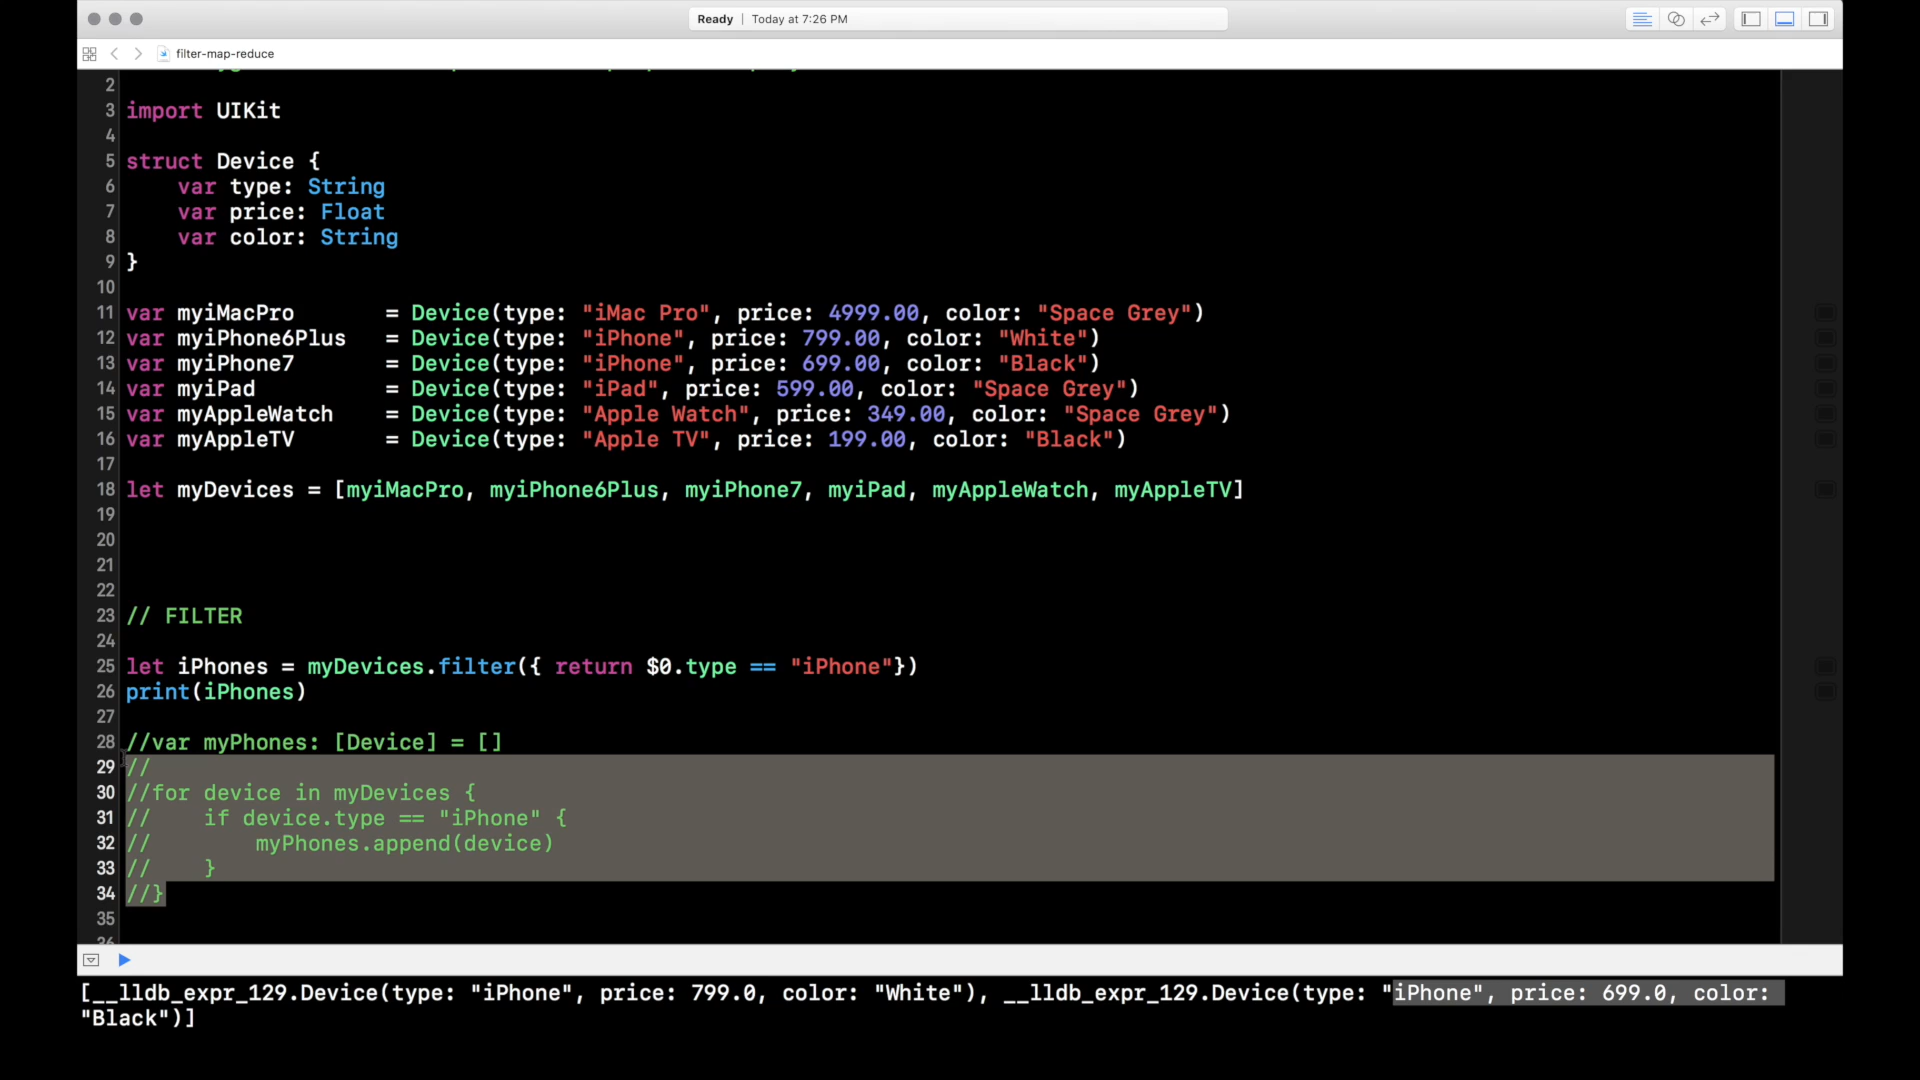 Ready | Today at 7:26 PM
filter-map-reduce
2
3 import UIKit
4
5 struct Device {
6     var type: String
7     var price: Float
8     var color: String
9 }
10
11 var myiMacPro       = Device(type: "iMac Pro", price: 4999.00, color: "Space Grey")
12 var myiPhone6Plus   = Device(type: "iPhone", price: 799.00, color: "White")
13 var myiPhone7       = Device(type: "iPhone", price: 699.00, color: "Black")
14 var myiPad          = Device(type: "iPad", price: 599.00, color: "Space Grey")
15 var myAppleWatch    = Device(type: "Apple Watch", price: 349.00, color: "Space Grey")
16 var myAppleTV       = Device(type: "Apple TV", price: 199.00, color: "Black")
17
18 let myDevices = [myiMacPro, myiPhone6Plus, myiPhone7, myiPad, myAppleWatch, myAppleTV]
19
20
21
22
23 // FILTER
24
25 let iPhones = myDevices.filter({ return $0.type == "iPhone"})
26 print(iPhones)
27
28 //var myPhones: [Device] = []
29 //
30 //for device in myDevices {
31 //    if device.type == "iPhone" {
32 //        myPhones.append(device)
33 //    }
34 //}
35
36
[__lldb_expr_129.Device(type: "iPhone", price: 799.0, color: "White"), __lldb_expr_129.Device(type: "iPhone", price: 699.0, color:
"Black")]